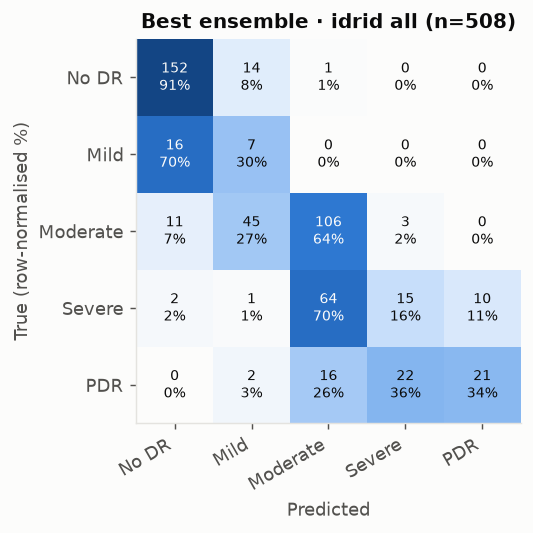 Best ensemble · idrid all (n=508)
True (row-normalised %)
No DR
152 14 1 0 0
91% 8% 1% 0% 0%
Mild
16 7 0 0 0
70% 30% 0% 0% 0%
Moderate
11 45 106 3 0
7% 27% 64% 2% 0%
Severe
2 1 64 15 10
2% 1% 70% 16% 11%
PDR
0 2 16 22 21
0% 3% 26% 36% 34%
No DR Mild Moderate Severe PDR
Predicted